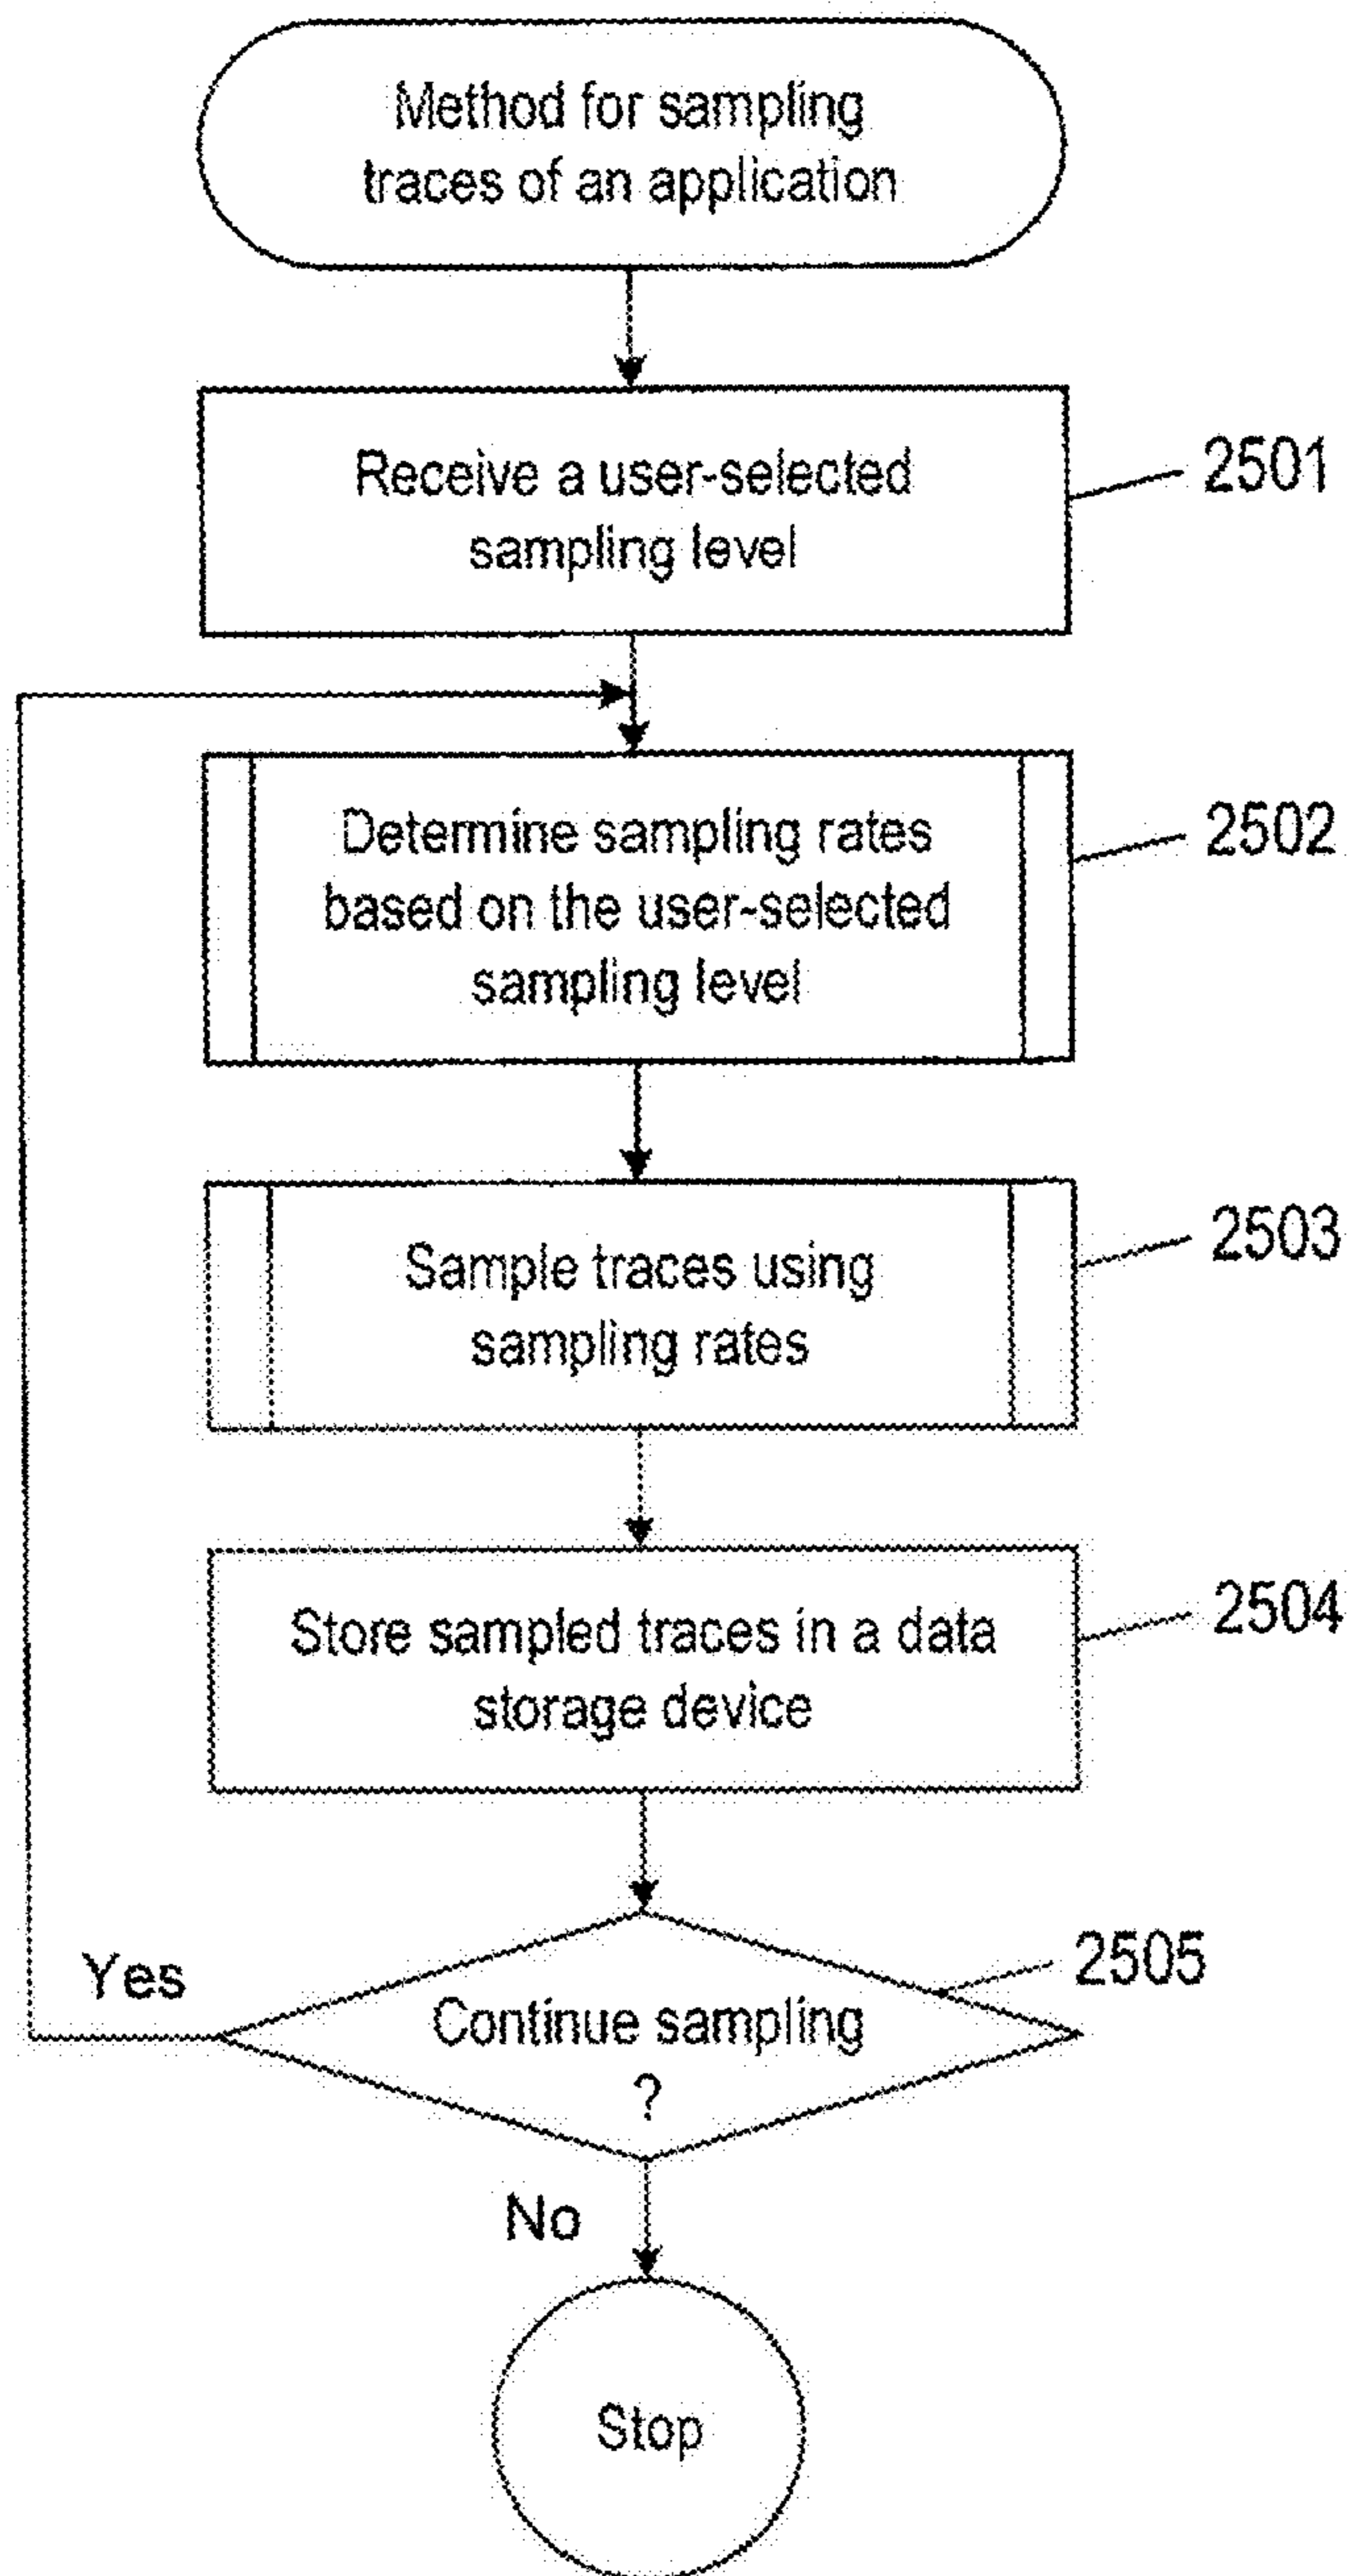 Method for sampling
traces of an application
Receive a user-selected
sampling level
2501
Determine sampling rates
based on the user-selected
sampling level
2502
Sample traces using
sampling rates
2503
Store sampled traces in a data
storage device
2504
Continue sampling
?
2505
Yes
No
Stop